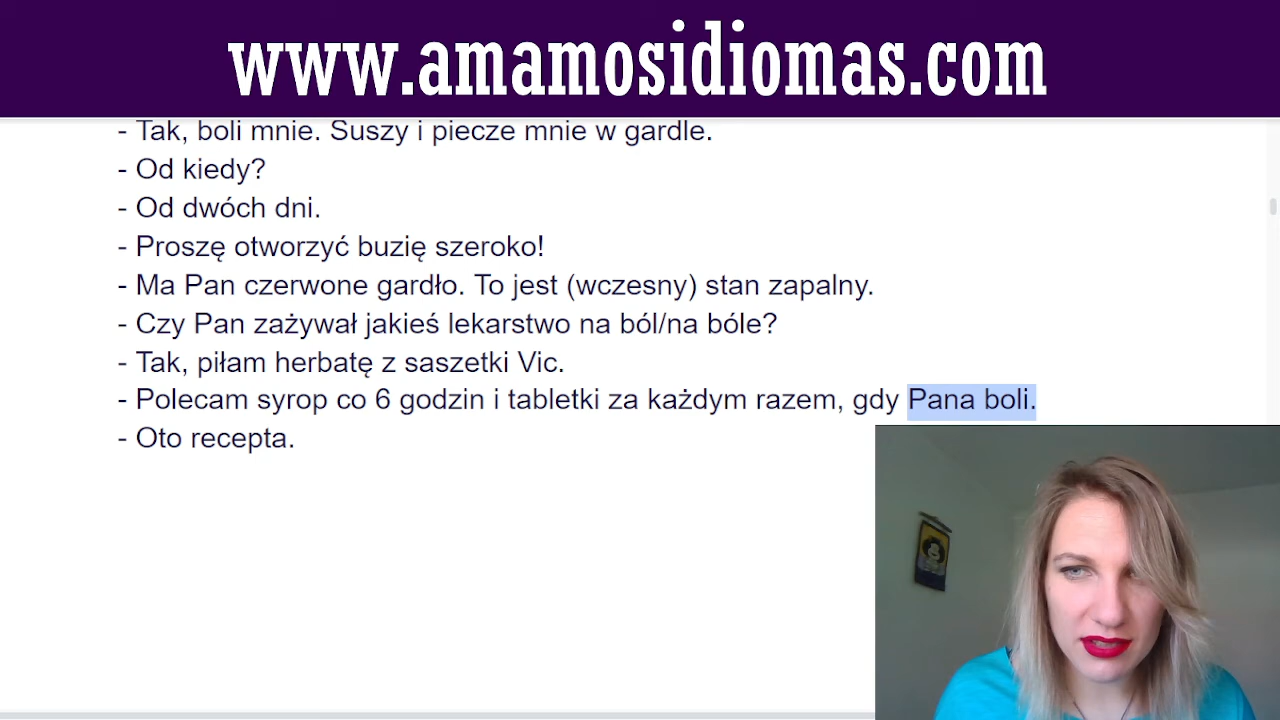 www.amamosidiomas.com
- Tak, boli mnie. Suszy i piecze mnie w gardle.
- Od kiedy?
- Od dwóch dni.
- Proszę otworzyć buzię szeroko!
- Ma Pan czerwone gardło. To jest (wczesny) stan zapalny.
- Czy Pan zażywał jakieś lekarstwo na ból/na bóle?
- Tak, piłam herbatę z saszetki Vic.
- Polecam syrop co 6 godzin i tabletki za każdym razem, gdy Pana boli.
- Oto recepta.